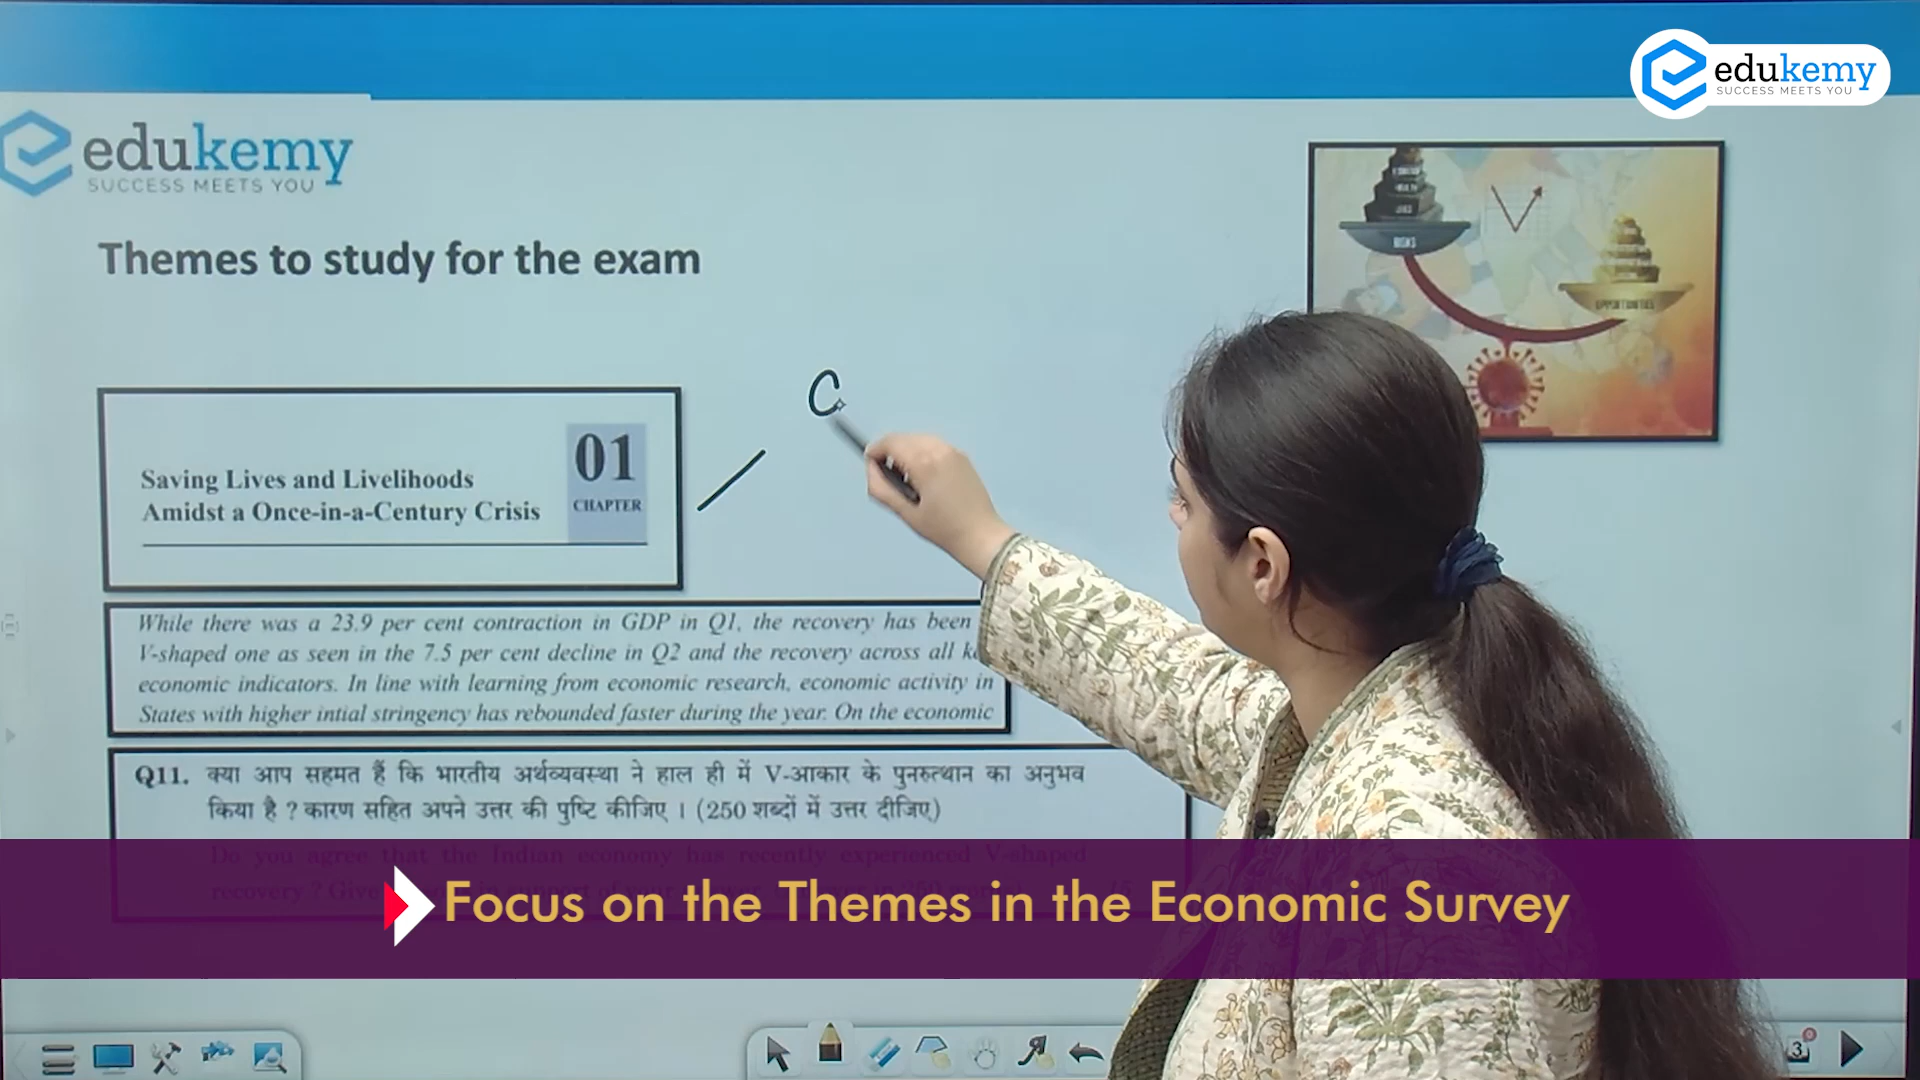 edukemy
SUCCESS MEETS YOU
edukemy
SUCCESS MEETS YOU
Themes to study for the exam
RISKS
OPPORTUNITIES
C
Saving Lives and Livelihoods
Amidst a Once-in-a-Century Crisis
01
CHAPTER
While there was a 23.9 per cent contraction in GDP in Q1, the recovery has been
V-shaped one as seen in the 7.5 per cent decline in Q2 and the recovery across all
economic indicators. In line with learning from economic research, economic activity in
States with higher intial stringency has rebounded faster during the year. On the economic
Q11. क्या आप सहमत हैं कि भारतीय अर्थव्यवस्था ने हाल ही में V-आकार के पुनरुत्थान का अनुभव
किया है ? कारण सहित अपने उत्तर की पुष्टि कीजिए । (250 शब्दों में उत्तर दीजिए)
Do you agree that the Indian economy has recently experienced V-shaped
recovery ? Give
Focus on the Themes in the Economic Survey
3